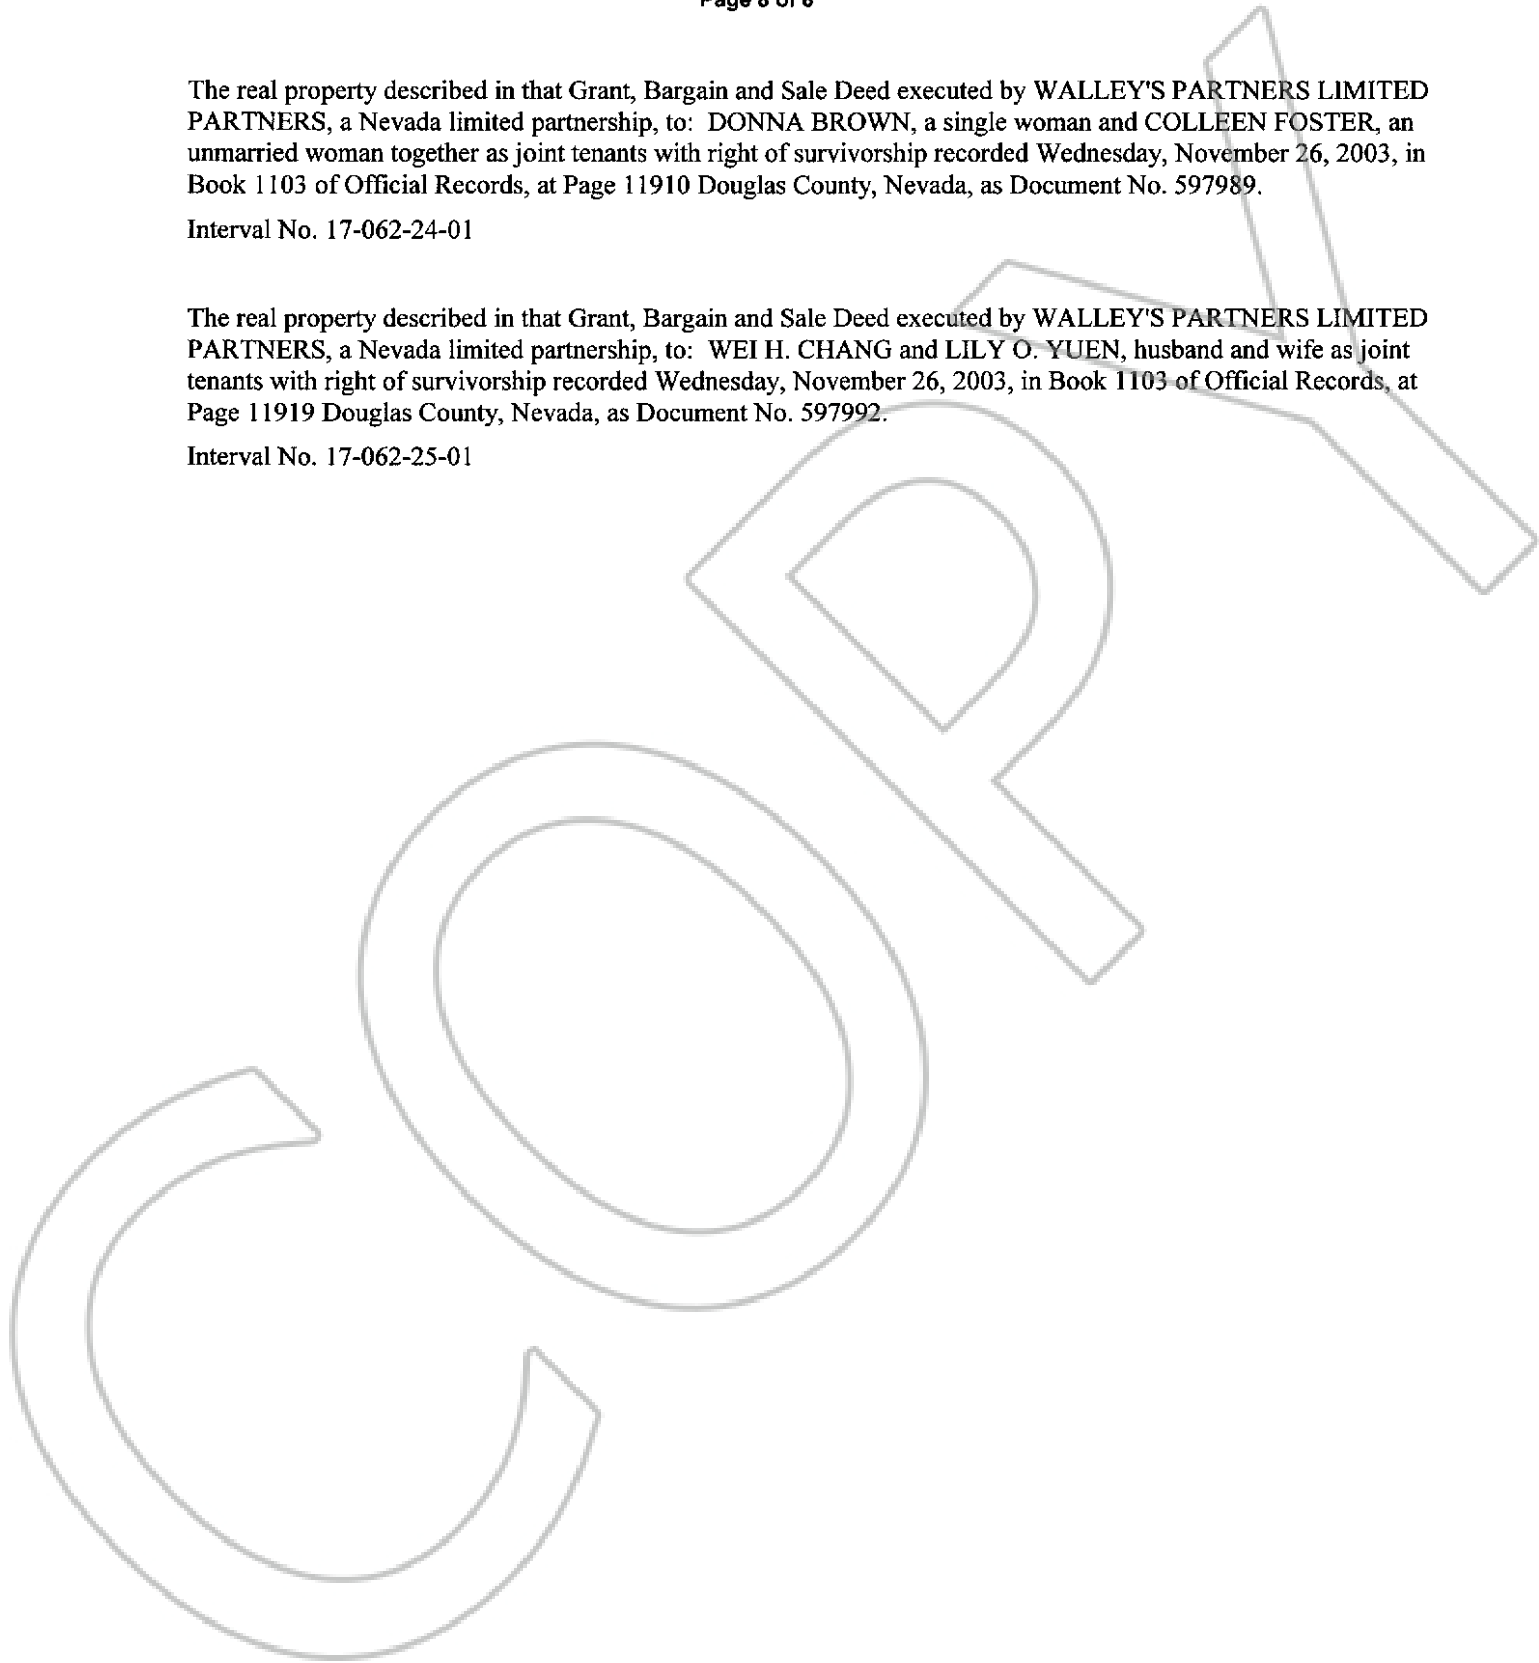 Page 8 of 8
The real property described in that Grant, Bargain and Sale Deed executed by WALLEY'S PARTNERS LIMITED
PARTNERS, a Nevada limited partnership, to: DONNA BROWN, a single woman and COLLEEN FOSTER, an
unmarried woman together as joint tenants with right of survivorship recorded Wednesday, November 26, 2003, in
Book 1103 of Official Records, at Page 11910 Douglas County, Nevada, as Document No. 597989.
Interval No. 17-062-24-01
The real property described in that Grant, Bargain and Sale Deed executed by WALLEY'S PARTNERS LIMITED
PARTNERS, a Nevada limited partnership, to: WEI H. CHANG and LILY O. YUEN, husband and wife as joint
tenants with right of survivorship recorded Wednesday, November 26, 2003, in Book 1103 of Official Records, at
Page 11919 Douglas County, Nevada, as Document No. 597992.
Interval No. 17-062-25-01
COPY